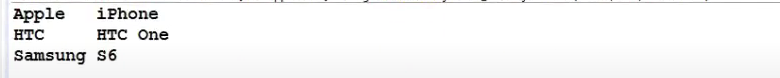 Apple   iPhone
HTC     HTC One
Samsung S6